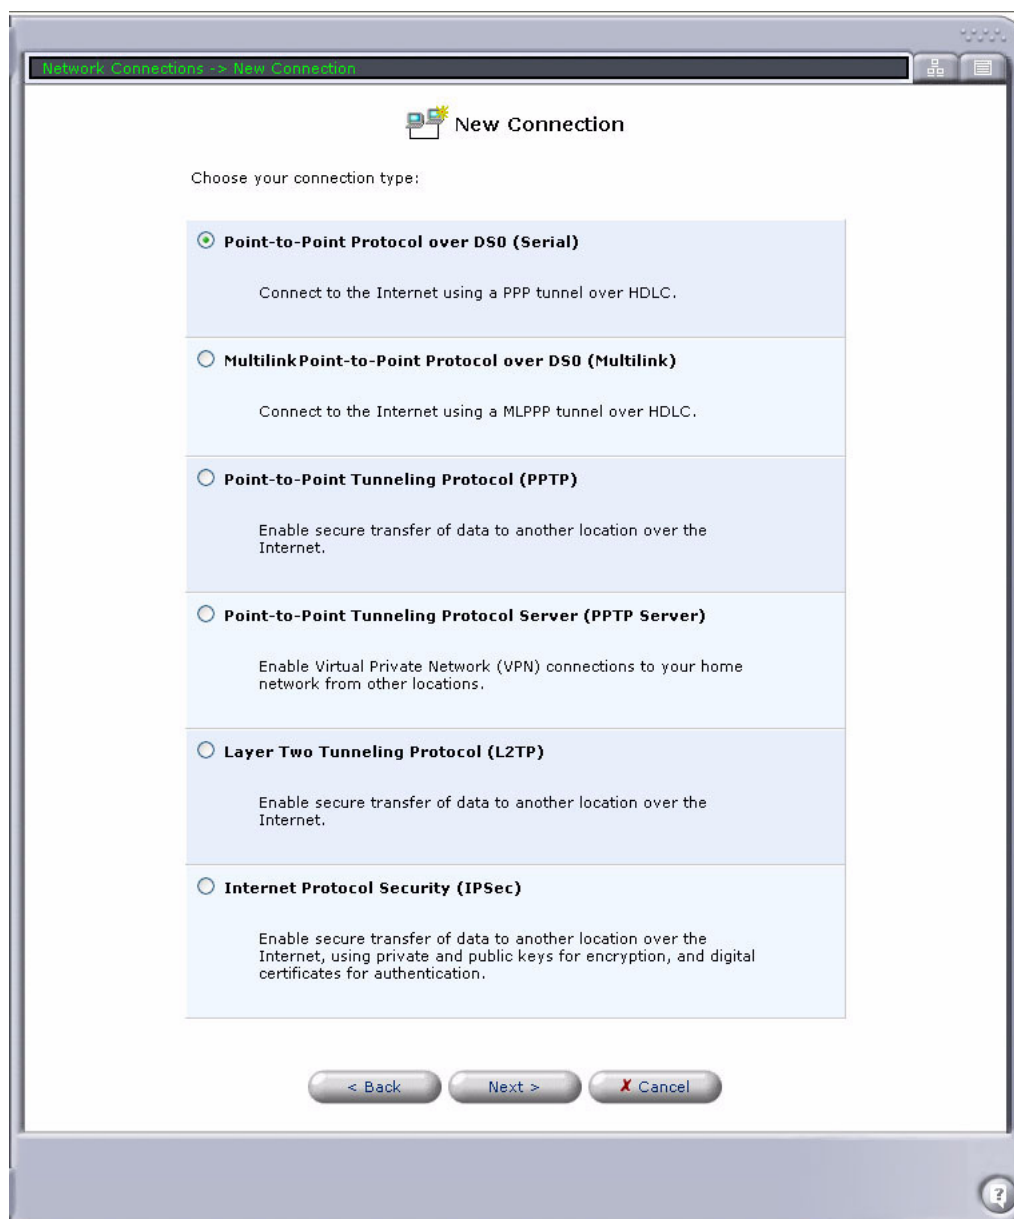 Network Connections -> New Connection
New Connection
Choose your connection type:
Point-to-Point Protocol over DS0 (Serial)
Connect to the Internet using a PPP tunnel over HDLC.
Multilink Point-to-Point Protocol over DS0 (Multilink)
Connect to the Internet using a MLPPP tunnel over HDLC.
Point-to-Point Tunneling Protocol (PPTP)
Enable secure transfer of data to another location over the
Internet.
Point-to-Point Tunneling Protocol Server (PPTP Server)
Enable Virtual Private Network (VPN) connections to your home
network from other locations.
Layer Two Tunneling Protocol (L2TP)
Enable secure transfer of data to another location over the
Internet.
Internet Protocol Security (IPSec)
Enable secure transfer of data to another location over the
Internet, using private and public keys for encryption, and digital
certificates for authentication.
< Back Next > ✗ Cancel
?